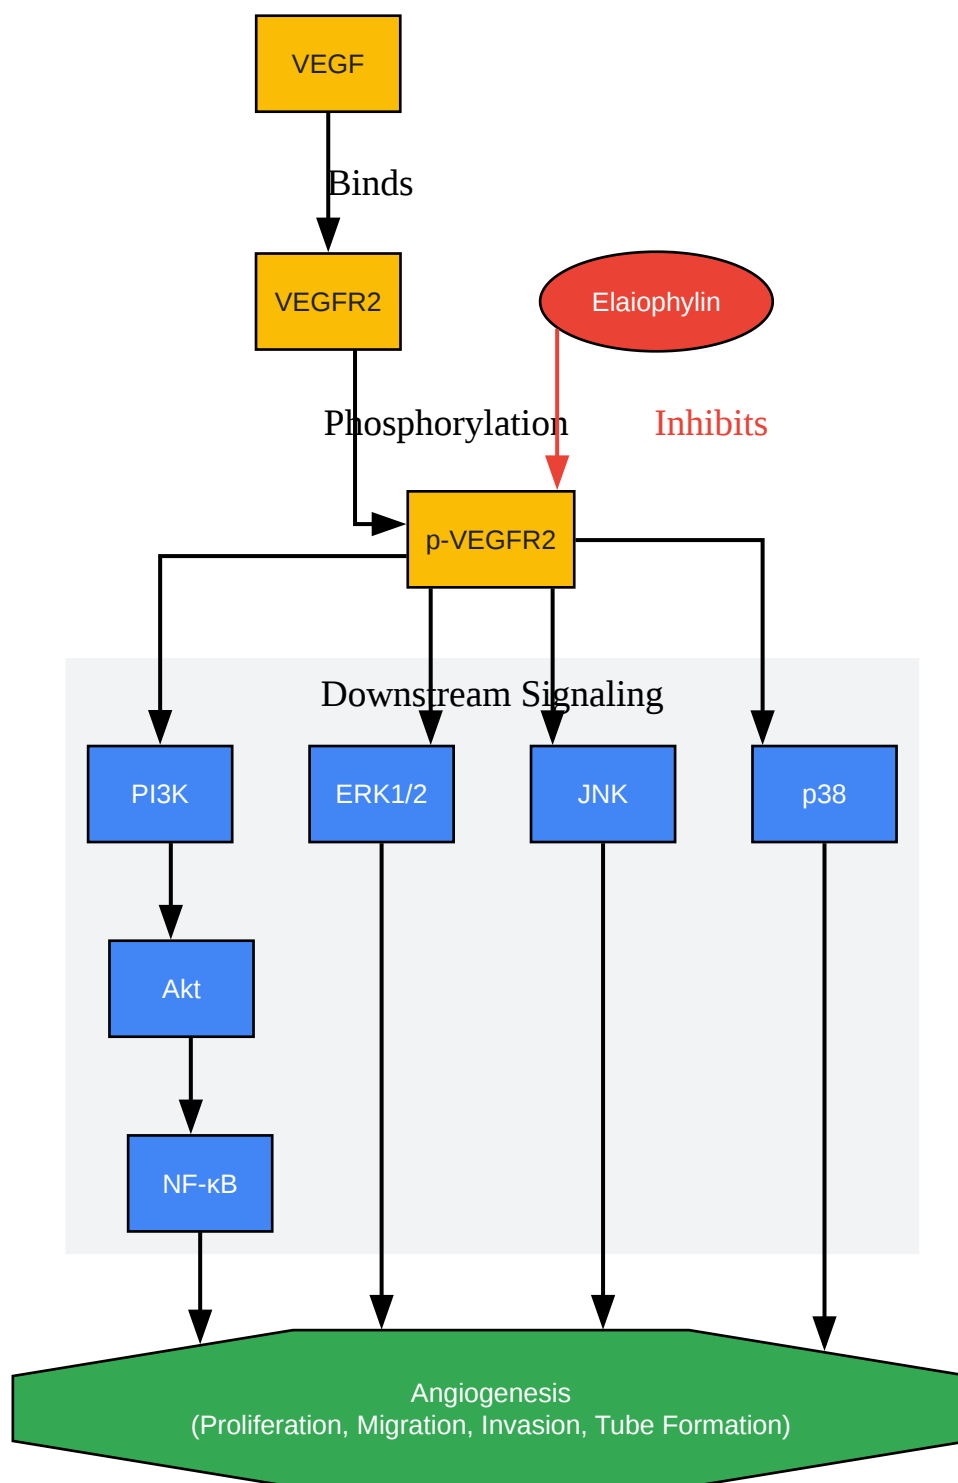 VEGF
Binds
VEGFR2
Elaiophylin
Phosphorylation
Inhibits
p-VEGFR2
Downstream Signaling
PI3K
ERK1/2
JNK
p38
Akt
NF-κB
Angiogenesis
(Proliferation, Migration, Invasion, Tube Formation)